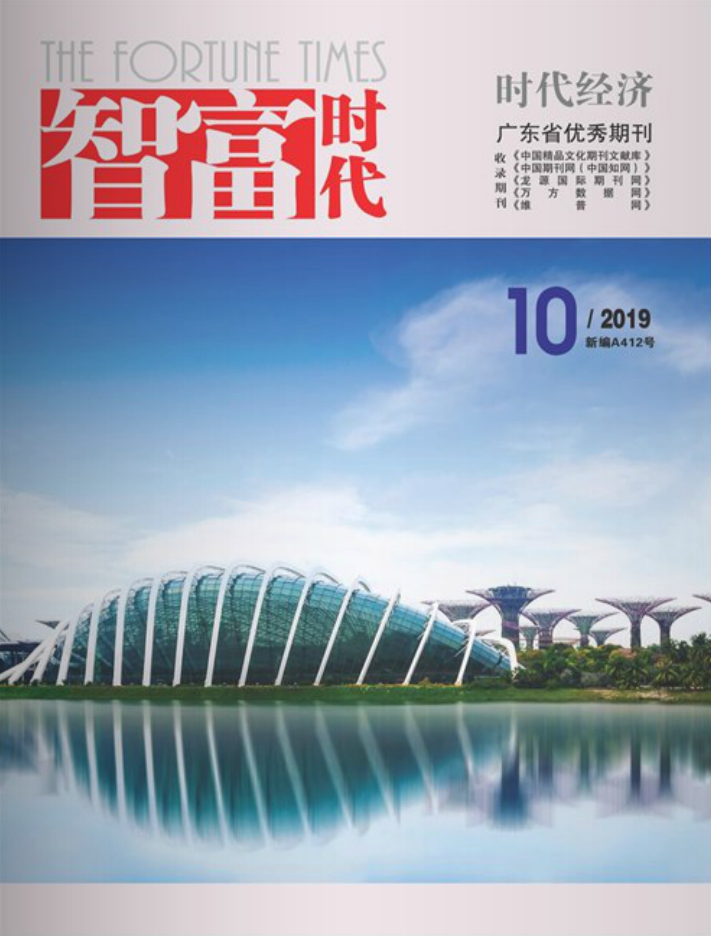 THE FORTUNE TIMES
智富时代
时代经济
广东省优秀期刊
收录期刊
《中国精品文化期刊文献库》
《中国期刊网（中国知网）》
《龙源国际期刊网》
《万方数据网》
《维普网》
10 / 2019
新编A412号